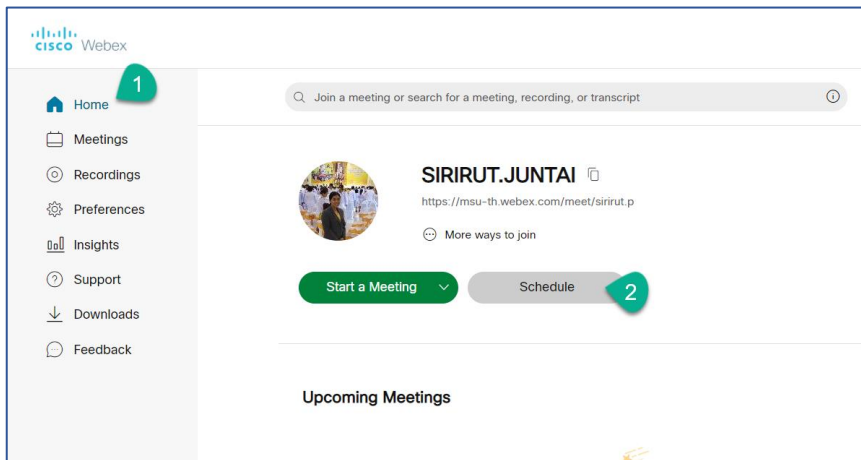 cisco Webex
1
Home
Meetings
Recordings
Preferences
Insights
Support
Downloads
Feedback
Join a meeting or search for a meeting, recording, or transcript
SIRIRUT.JUNTAI
https://msu-th.webex.com/meet/sirirut.p
More ways to join
Start a Meeting
Schedule
2
Upcoming Meetings